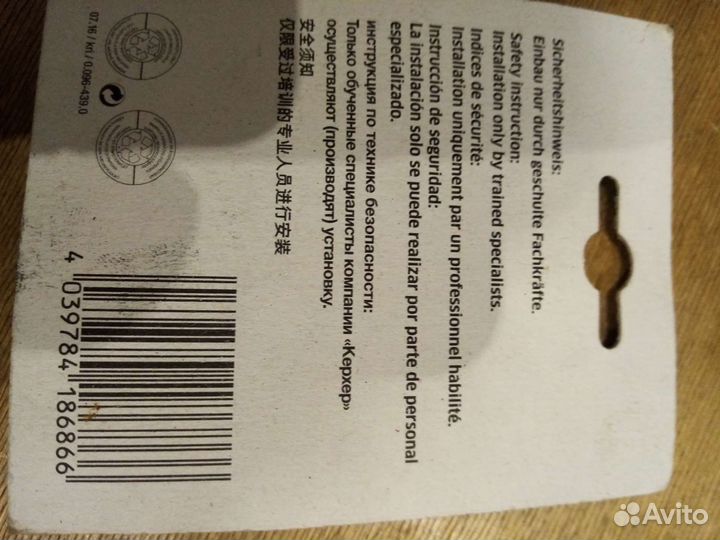 Sicherheitshinweis:
Einbau nur durch geschulte Fachkräfte.
Safety instruction:
Installation only by trained specialists.
Indices de sécurité:
Installation uniquement par un professionnel habilité.
Instrucción de seguridad:
La instalación solo se puede realizar por parte de personal
especializado.
инструкция по технике безопасности:
Только обученные специалисты компании «Керхер»
осуществляют (производят) установку.
安全须知
仅限受过培训的专业人员进行安装
07.16 / kri / 0.096-439.0
4 039784 186866
Avito